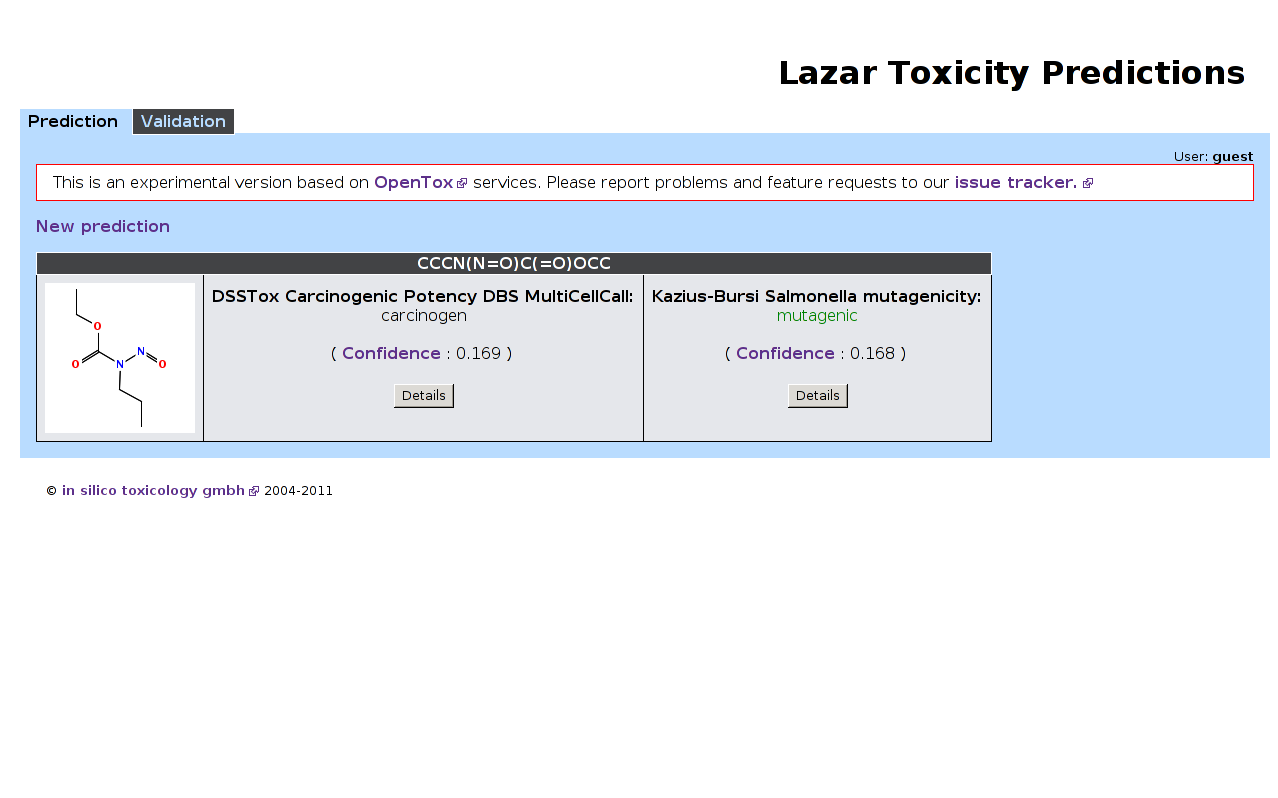 Lazar Toxicity Predictions
Prediction
Validation
User: guest
This is an experimental version based on OpenTox services. Please report problems and feature requests to our issue tracker.
New prediction
CCCN(N=O)C(=O)OCC
O
O
N
N
O
DSSTox Carcinogenic Potency DBS MultiCellCall:
carcinogen
( Confidence : 0.169 )
Details
Kazius-Bursi Salmonella mutagenicity:
mutagenic
( Confidence : 0.168 )
Details
© in silico toxicology gmbh 2004-2011